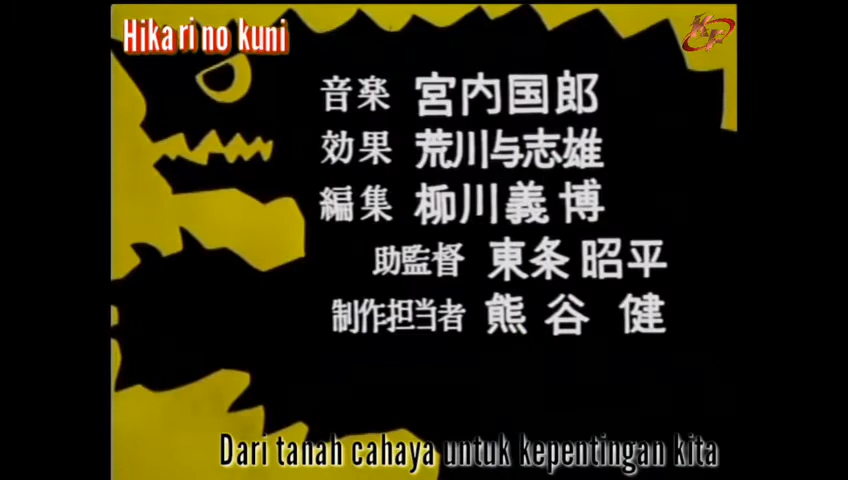 Hikari no kuni
KF
音楽 宮内国郎
効果 荒川与志雄
編集 柳川義博
助監督 東条昭平
制作担当者 熊谷 健
Dari tanah cahaya untuk kepentingan kita